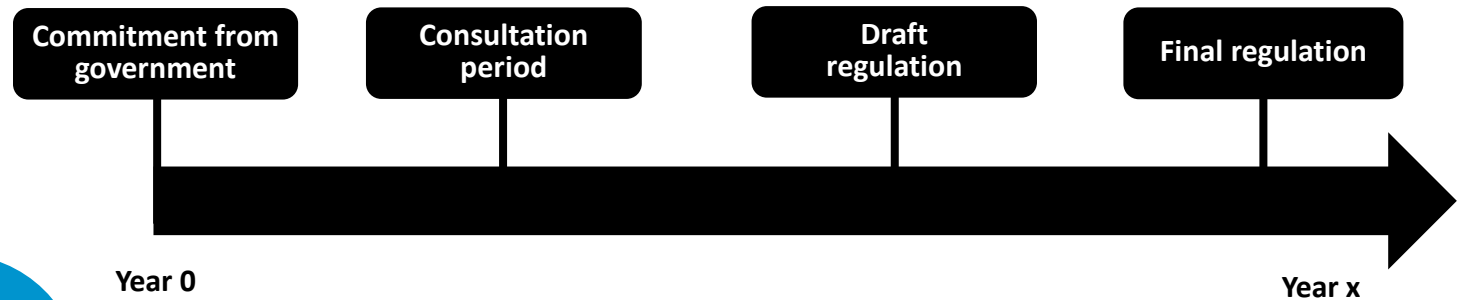 Commitment from
government
Consultation
period
Draft
regulation
Final regulation
Year 0
Year x